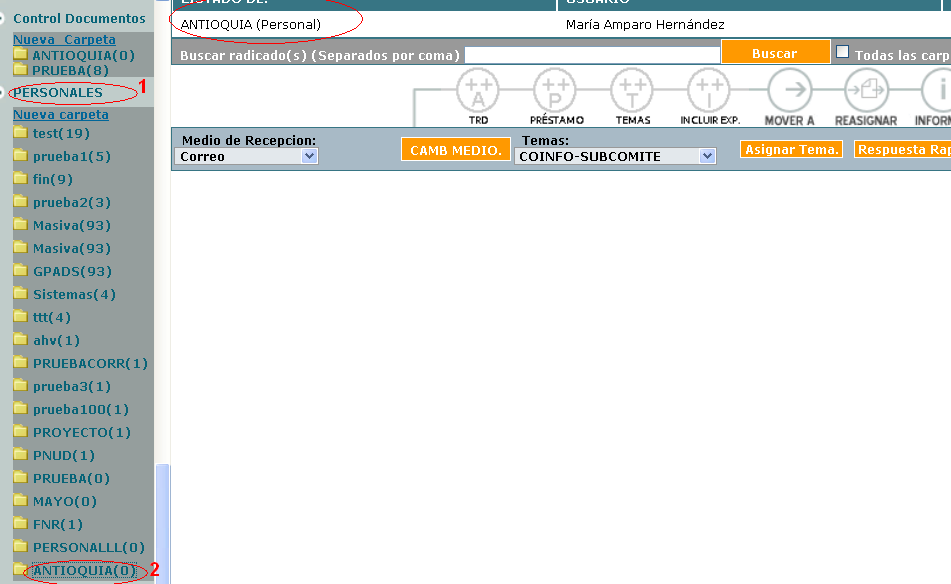 Control Documentos
Nueva Carpeta
ANTIOQUIA(0)
PRUEBA(8)
PERSONALES
1
Nueva carpeta
test(19)
prueba1(5)
fin(9)
prueba2(3)
Masiva(93)
Masiva(93)
GPADS(93)
Sistemas(4)
ttt(4)
ahv(1)
PRUEBACORR(1)
prueba3(1)
prueba100(1)
PROYECTO(1)
PNUD(1)
PRUEBA(0)
MAYO(0)
FNR(1)
PERSONALLL(0)
ANTIOQUIA(0)
2
LISTADO DE:
USUARIO
ANTIOQUIA (Personal)
María Amparo Hernández
Buscar radicado(s) (Separados por coma)
Buscar
Todas las carp
++
A
TRD
++
P
PRÉSTAMO
++
T
TEMAS
++
I
INCLUIR EXP.
MOVER A
REASIGNAR
i
INFORM
Medio de Recepcion:
Correo
CAMB MEDIO.
Temas:
COINFO-SUBCOMITE
Asignar Tema.
Respuesta Rap